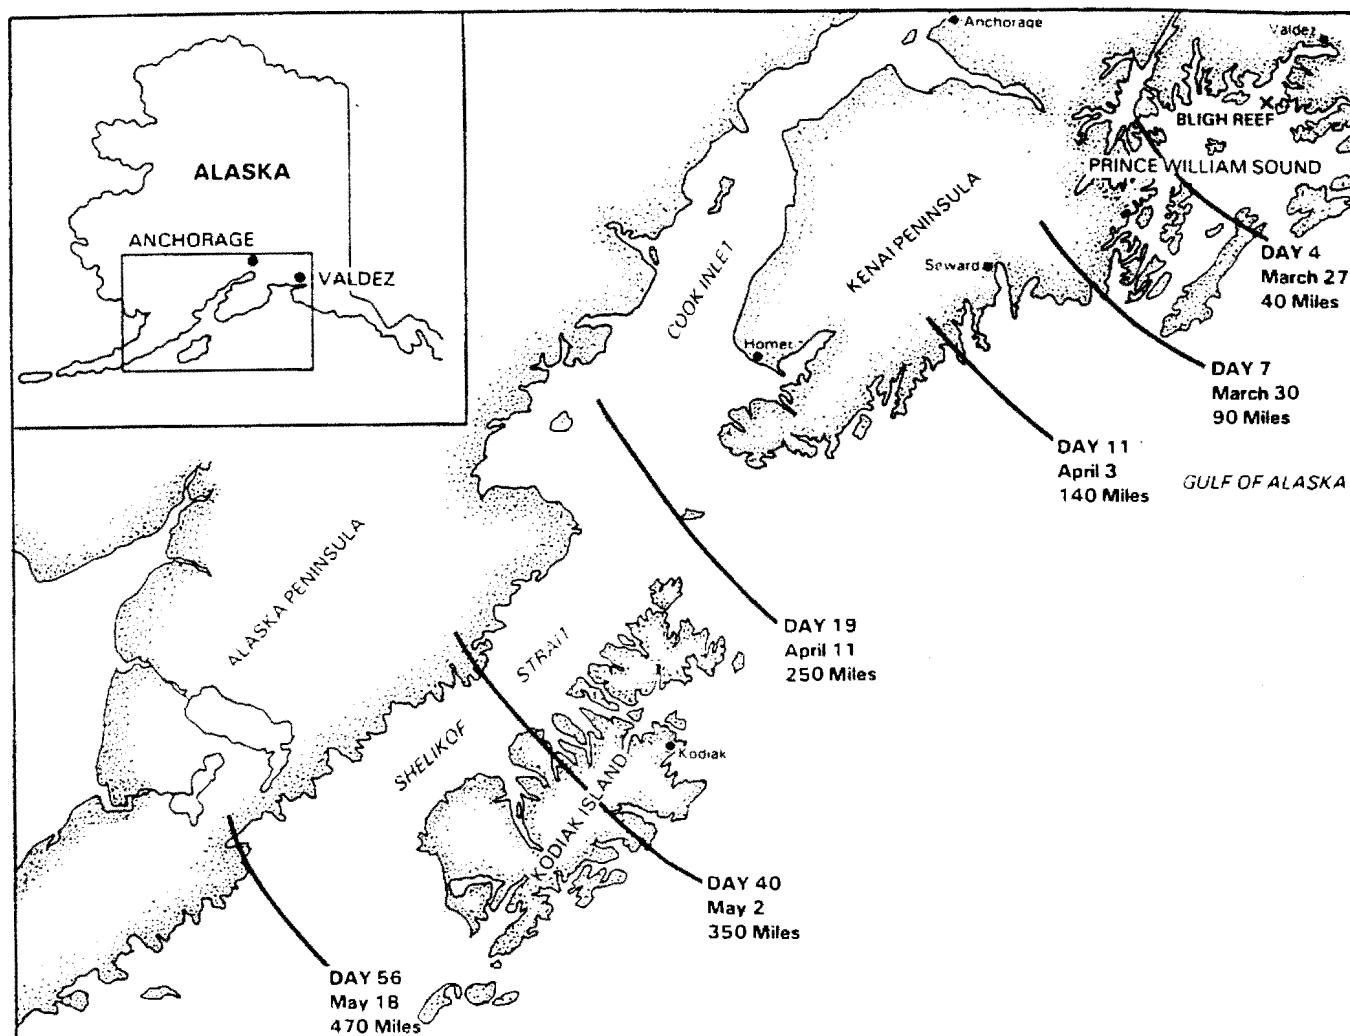 ALASKA
ANCHORAGE
VALDEZ
Anchorage
Valdez
BLIGH REEF
PRINCE WILLIAM SOUND
COOK INLET
KENAI PENINSULA
Seward
Homer
DAY 4
March 27
40 Miles
DAY 7
March 30
90 Miles
DAY 11
April 3
140 Miles
GULF OF ALASKA
ALASKA PENINSULA
SHELIKOF
STRAIT
DAY 19
April 11
250 Miles
Kodiak
KODIAK ISLAND
DAY 40
May 2
350 Miles
DAY 56
May 18
470 Miles